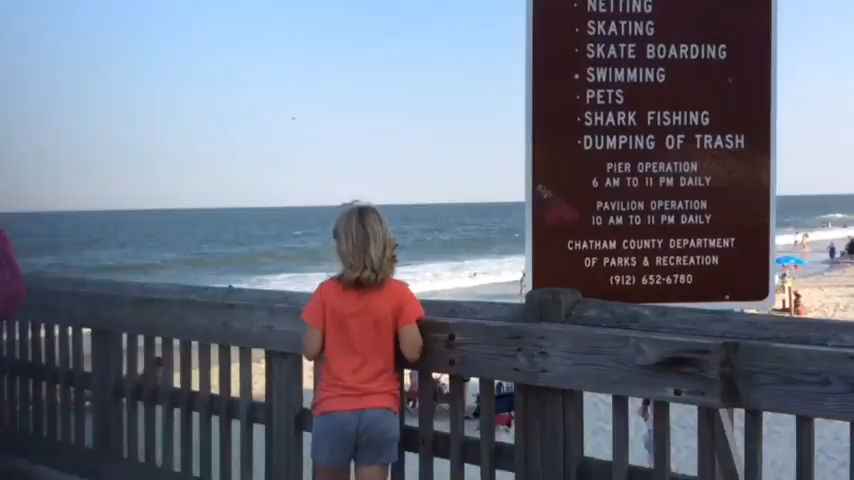 · NETTING
· SKATING
· SKATE BOARDING
· SWIMMING
· PETS
· SHARK FISHING
· DUMPING OF TRASH
PIER OPERATION
6 AM TO 11 PM DAILY
PAVILION OPERATION
10 AM TO 11 PM DAILY
CHATHAM COUNTY DEPARTMENT
OF PARKS & RECREATION
(912) 652-6780